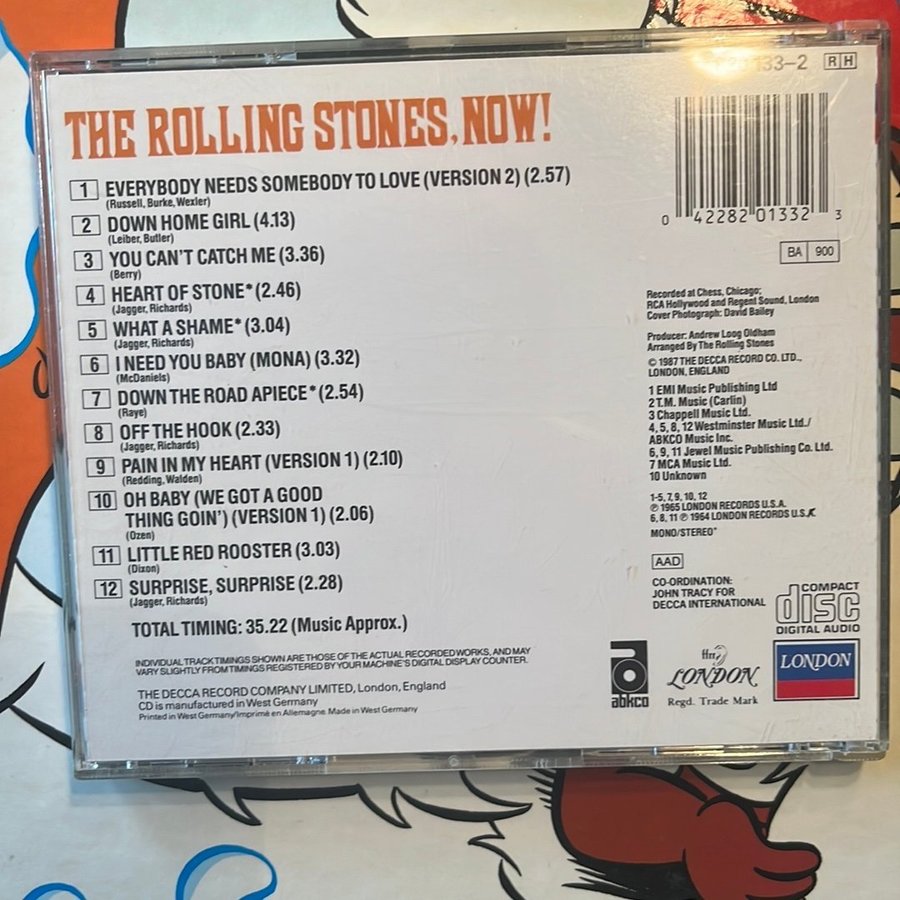 133-2 RH
THE ROLLING STONES, NOW!
1 EVERYBODY NEEDS SOMEBODY TO LOVE (VERSION 2) (2.57)
(Russell, Burke, Wexler)
2 DOWN HOME GIRL (4.13)
(Leiber, Butler)
3 YOU CAN'T CATCH ME (3.36)
(Berry)
4 HEART OF STONE* (2.46)
(Jagger, Richards)
5 WHAT A SHAME* (3.04)
(Jagger, Richards)
6 I NEED YOU BABY (MONA) (3.32)
(McDaniels)
7 DOWN THE ROAD APIECE* (2.54)
(Raye)
8 OFF THE HOOK (2.33)
(Jagger, Richards)
9 PAIN IN MY HEART (VERSION 1) (2.10)
(Redding, Walden)
10 OH BABY (WE GOT A GOOD
THING GOIN') (VERSION 1) (2.06)
(Ozen)
11 LITTLE RED ROOSTER (3.03)
(Dixon)
12 SURPRISE, SURPRISE (2.28)
(Jagger, Richards)
TOTAL TIMING: 35.22 (Music Approx.)
INDIVIDUAL TRACK TIMINGS SHOWN ARE THOSE OF THE ACTUAL RECORDED WORKS, AND MAY
VARY SLIGHTLY FROM TIMINGS REGISTERED BY YOUR MACHINE'S DIGITAL DISPLAY COUNTER.
THE DECCA RECORD COMPANY LIMITED, London, England
CD is manufactured in West Germany
Printed in West Germany/Imprimé en Allemagne. Made in West Germany
0 42282 01332 3
BA 900
Recorded at Chess, Chicago;
RCA Hollywood and Regent Sound, London
Cover Photograph: David Bailey
Producer: Andrew Loog Oldham
Arranged By The Rolling Stones
© 1987 THE DECCA RECORD CO. LTD.,
LONDON, ENGLAND
1 EMI Music Publishing Ltd
2 T.M. Music (Carlin)
3 Chappell Music Ltd.
4, 5, 8, 12 Westminster Music Ltd./
ABKCO Music Inc.
6, 9, 11 Jewel Music Publishing Co. Ltd.
7 MCA Music Ltd.
10 Unknown
1-5, 7, 9, 10, 12
℗ 1965 LONDON RECORDS U.S.A.
6, 8, 11 ℗ 1964 LONDON RECORDS U.S.A.
MONO/STEREO*
AAD
CO-ORDINATION:
JOHN TRACY FOR
DECCA INTERNATIONAL
COMPACT
disc
DIGITAL AUDIO
abkco
ffrr
LONDON
Regd. Trade Mark
LONDON